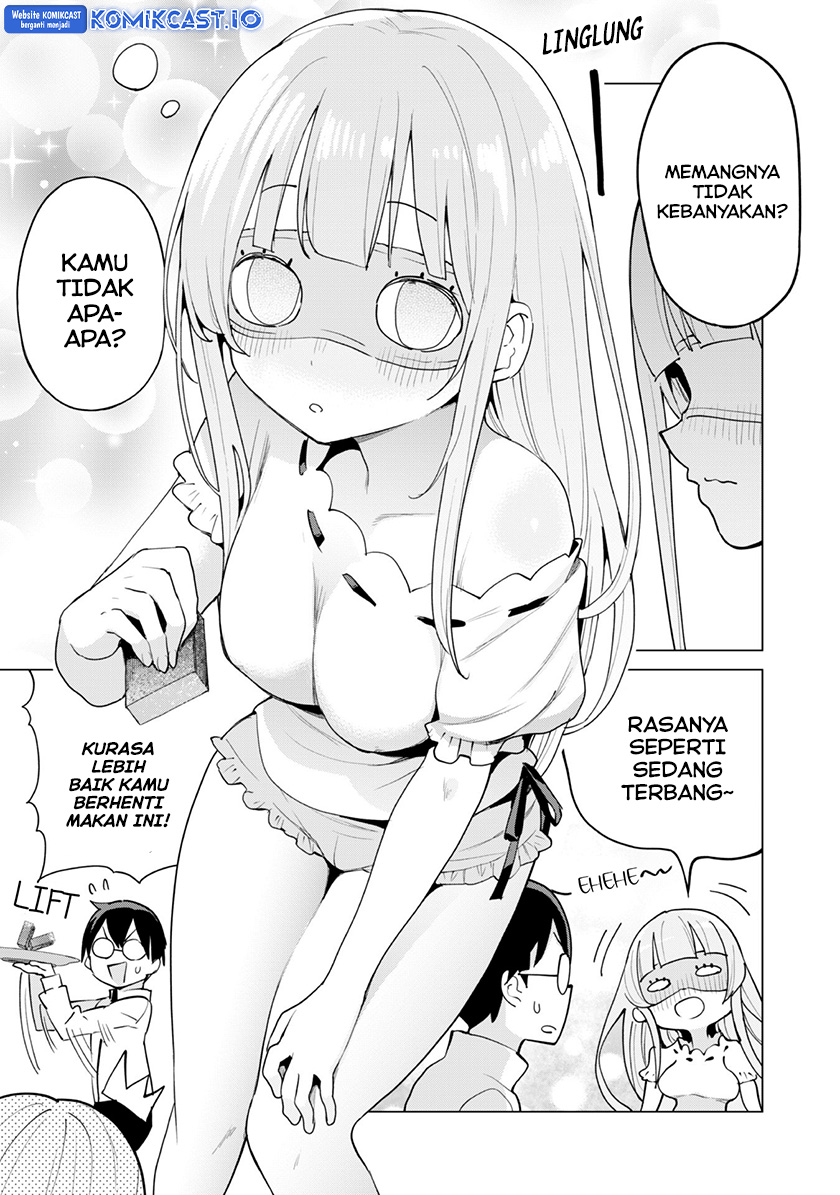 Website KOMIKCAST
berganti menjadi
KOMIKCAST.IO
LINGLUNG
MEMANGNYA
TIDAK
KEBANYAKAN?
KAMU
TIDAK
APA-
APA?
RASANYA
SEPERTI
SEDANG
TERBANG~
KURASA
LEBIH
BAIK KAMU
BERHENTI
MAKAN INI!
EHEHE~~
LIFT